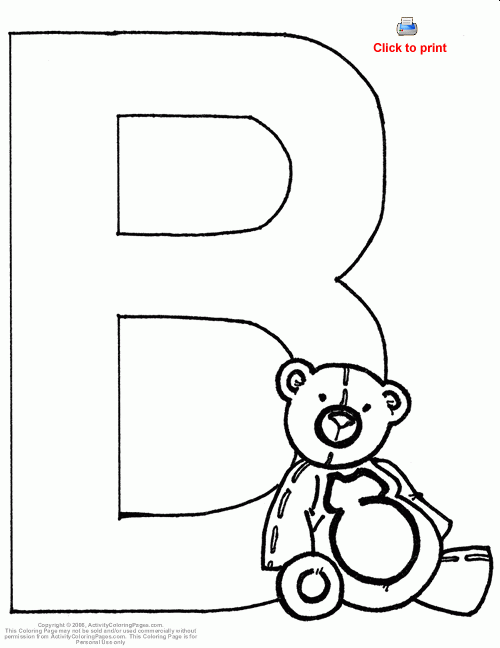 Click to print
B
Copyright © 2006, ActivityColoringPages.com.
This Coloring Page may not be sold and/or used commercially without
permission from ActivityColoringPages.com. This Coloring Page is for
Personal Use only